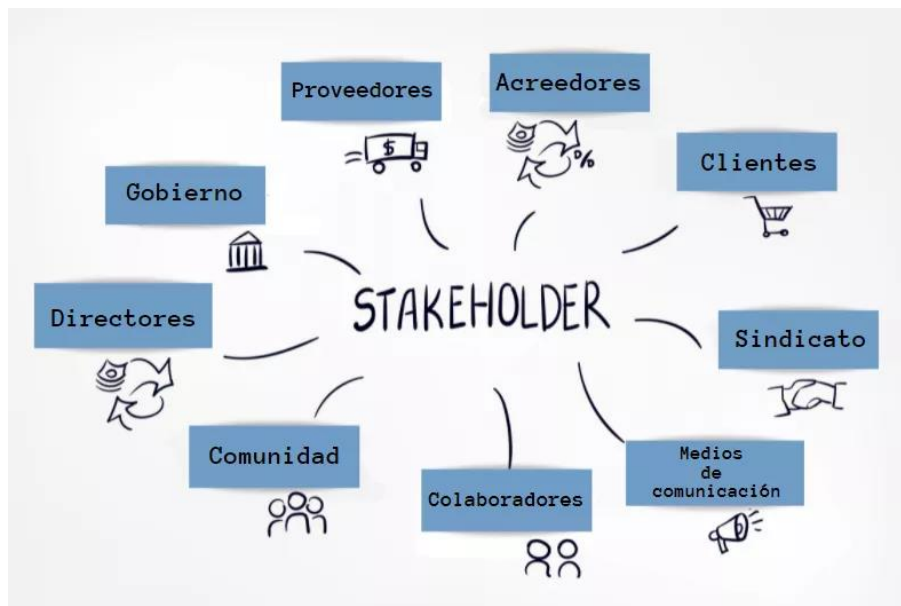 Proveedores
Acreedores
$
%
Clientes
Gobierno
STAKEHOLDER
Directores
Sindicato
Comunidad
Medios
de
comunicación
Colaboradores